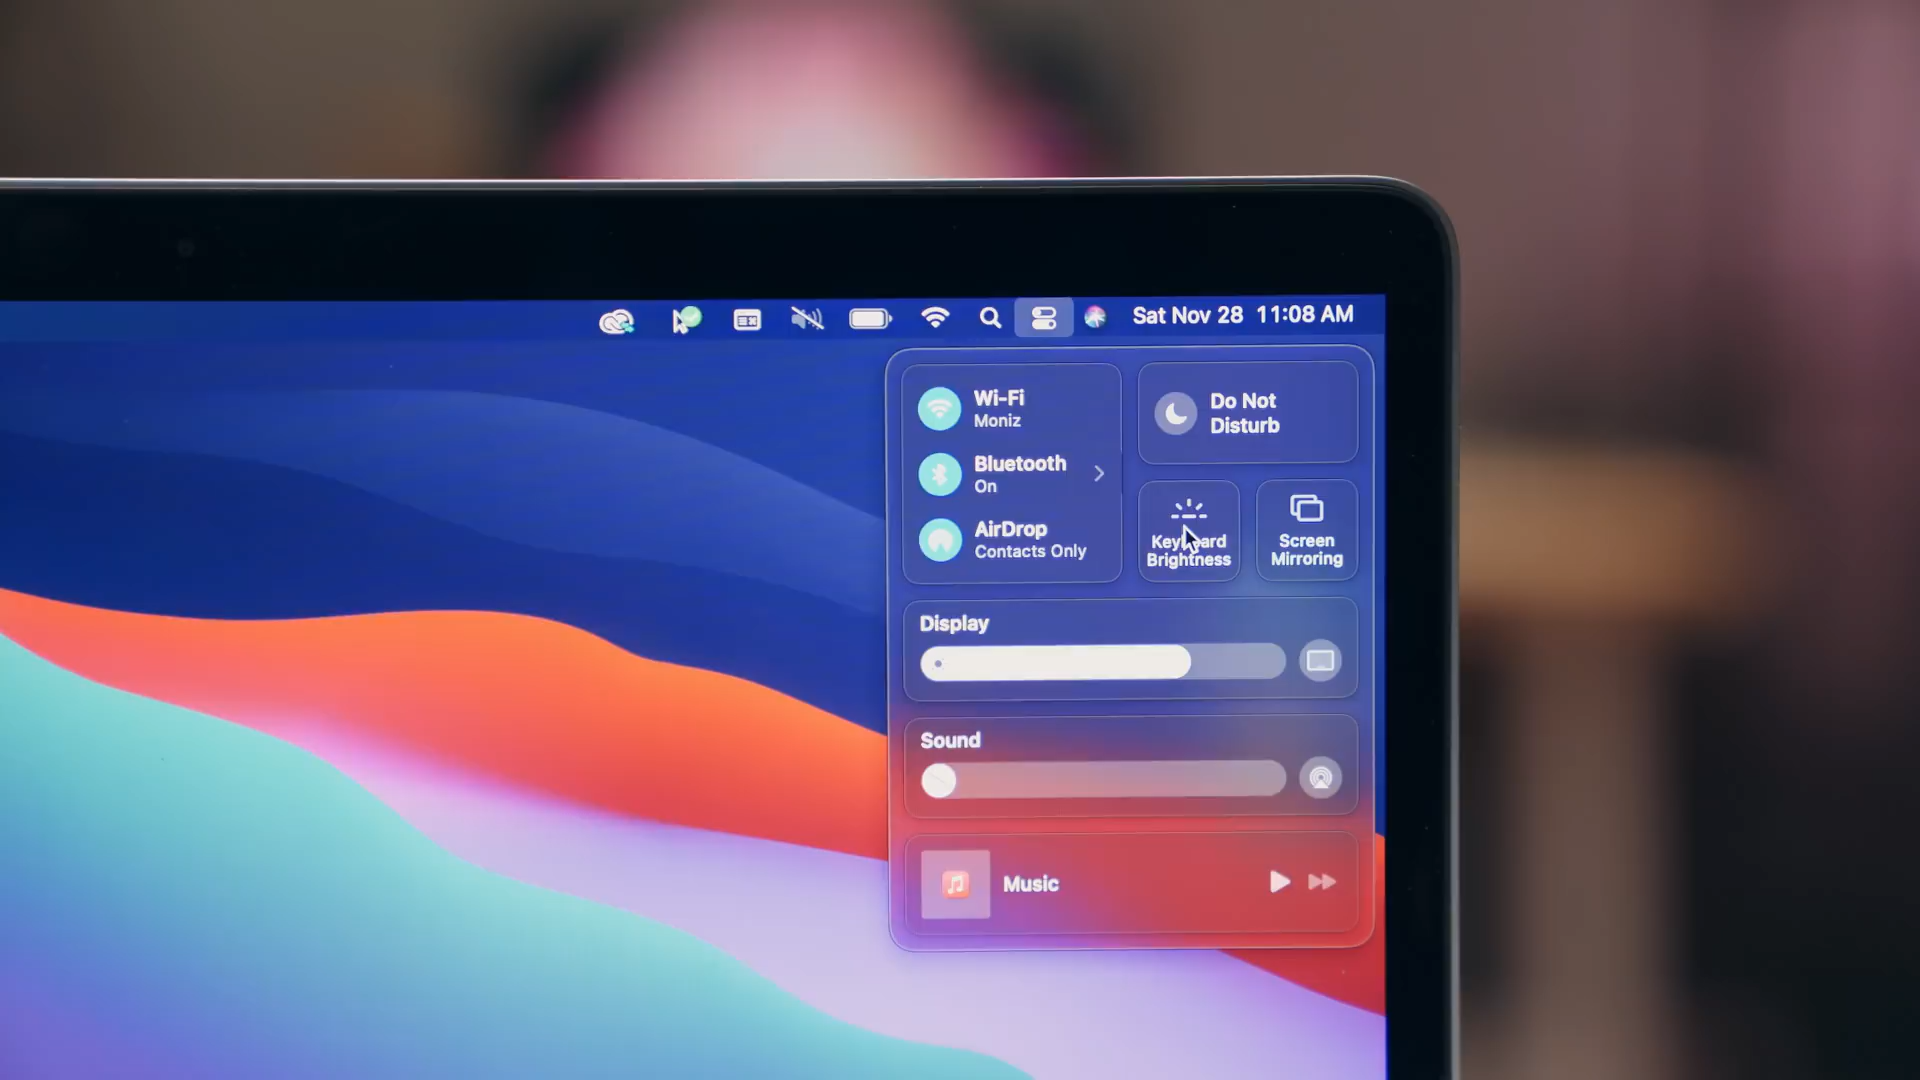 Sat Nov 28 11:08 AM
Wi-Fi
Moniz
Bluetooth
On
AirDrop
Contacts Only
Do Not
Disturb
Keyboard
Brightness
Screen
Mirroring
Display
Sound
Music